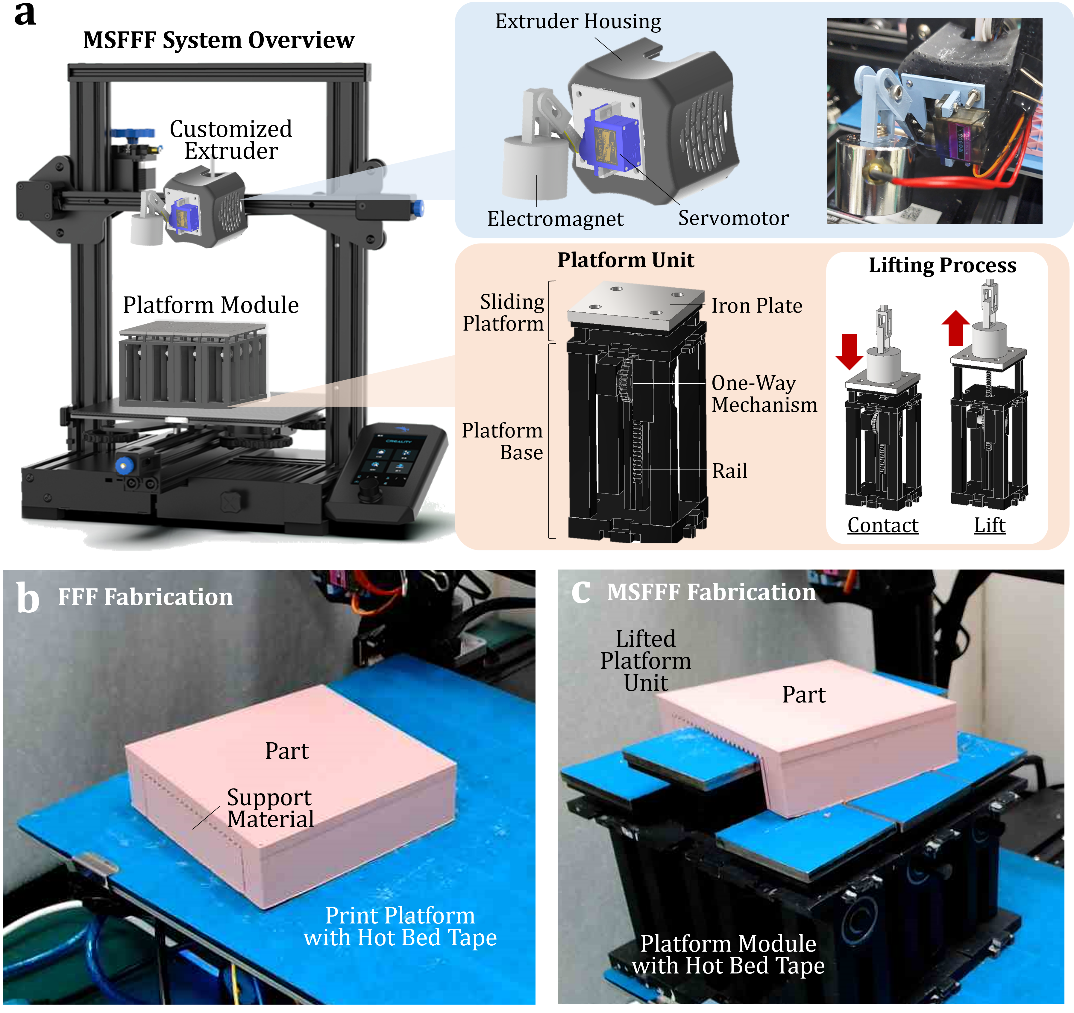 a
MSFFF System Overview
Customized
Extruder
Platform Module
CREALITY
Extruder Housing
Electromagnet
Servomotor
Platform Unit
Sliding
Platform
Iron Plate
One-Way
Mechanism
Platform
Base
Rail
Lifting Process
Contact
Lift
b FFF Fabrication
Part
Support
Material
Print Platform
with Hot Bed Tape
c MSFFF Fabrication
Lifted
Platform
Unit
Part
Platform Module
with Hot Bed Tape